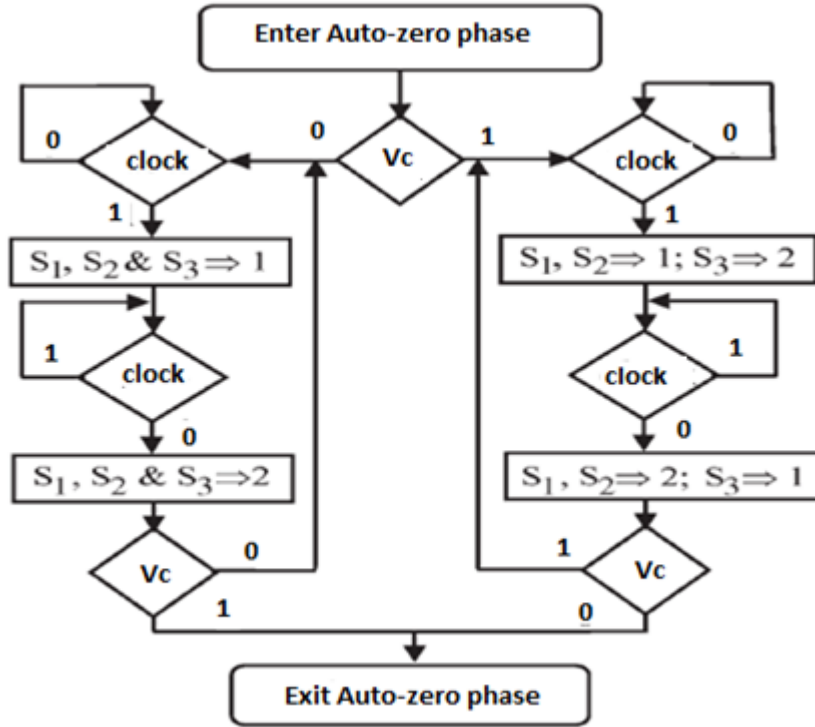 Enter Auto-zero phase
0
clock
0
Vc
1
clock
0
1
1
S₁, S₂ & S₃⇒ 1
S₁, S₂⇒ 1; S₃⇒ 2
1
clock
clock
1
0
0
S₁, S₂ & S₃⇒2
S₁, S₂⇒ 2; S₃⇒ 1
Vc
0
1
Vc
1
0
Exit Auto-zero phase